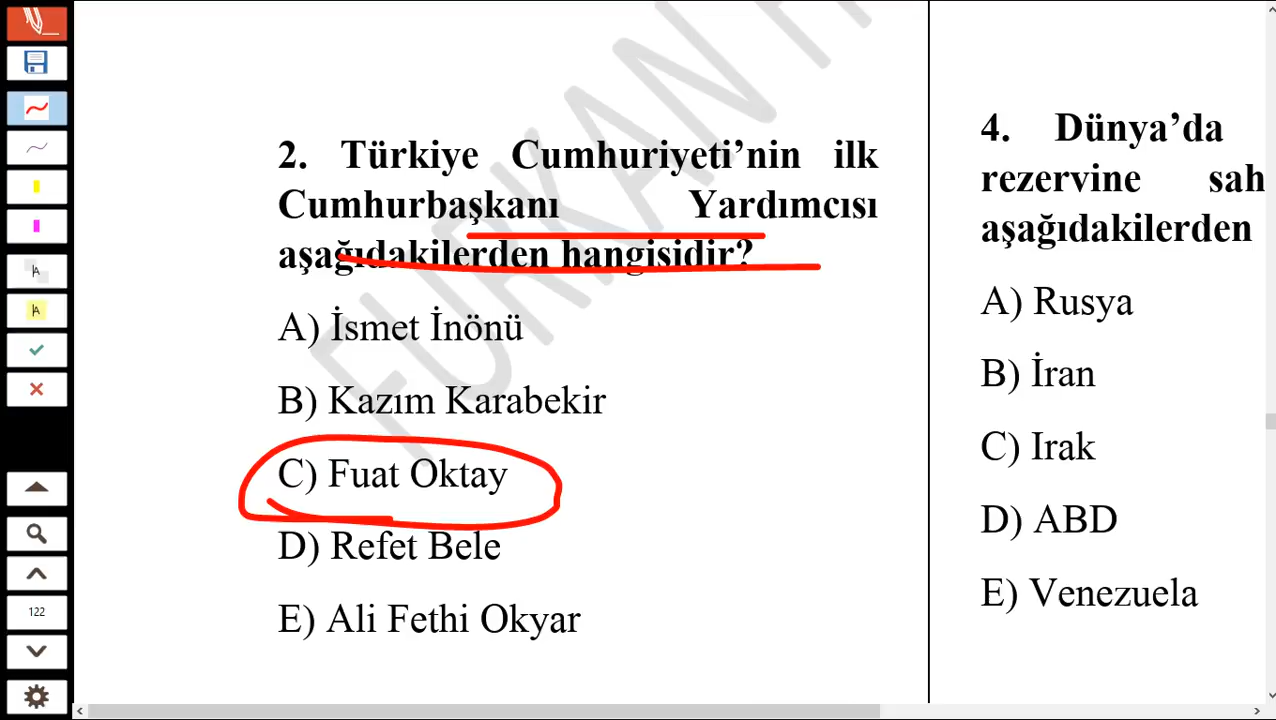 2. Türkiye Cumhuriyeti’nin ilk
Cumhurbaşkanı Yardımcısı
aşağıdakilerden hangisidir?
A) İsmet İnönü
B) Kazım Karabekir
C) Fuat Oktay
D) Refet Bele
E) Ali Fethi Okyar
4. Dünya’da
rezervine sah
aşağıdakilerden
A) Rusya
B) İran
C) Irak
D) ABD
E) Venezuela
FURKAN
A
A
122